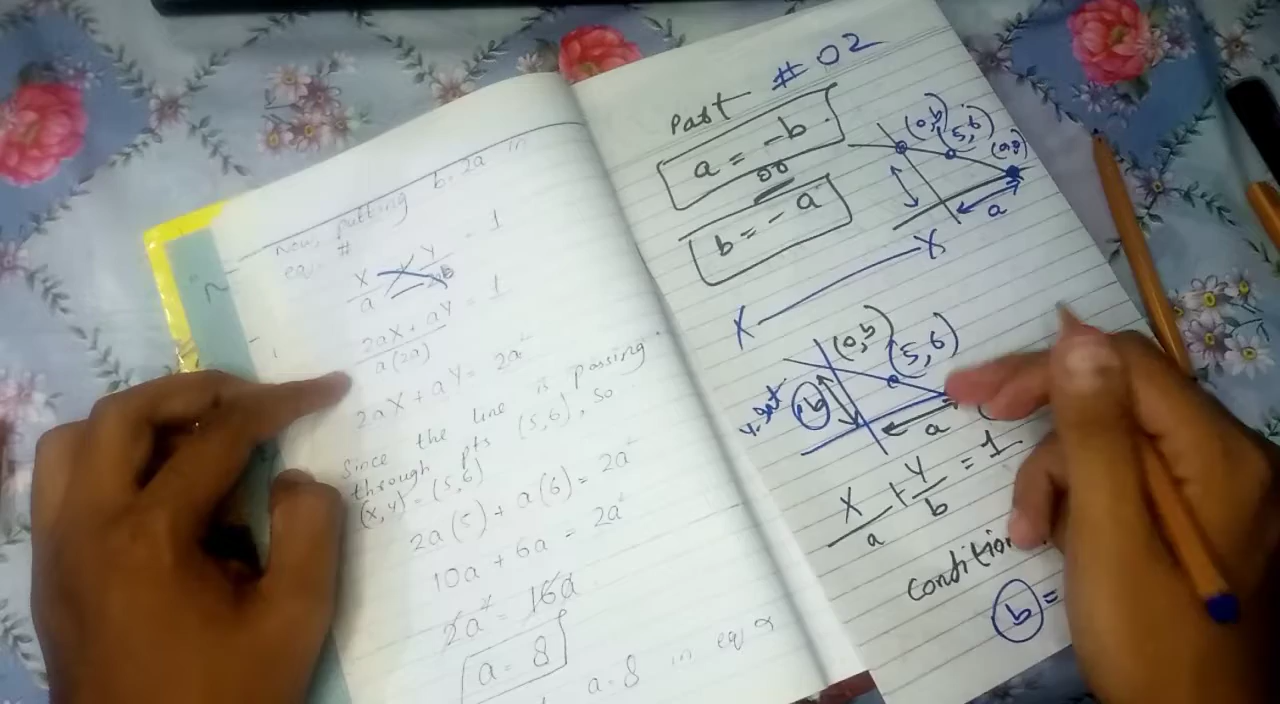 now, putting b = 2a in
eq #
X/a + Y/2a = 1
2aX + aY / a(2a) = 1
2aX + aY = 2a²
Since the line is passing
through pts (5,6), so
(x,y) = (5,6)
2a(5) + a(6) = 2a²
10a + 6a = 2a²
2a² = 16a
a = 8
a = 8 in eq
Part # 02
a = -b
or
b = -a
(0,b)
(5,6)
a
X X
(0,b)
(5,6)
y-int
b
a
X/a + Y/b = 1
condition
b =